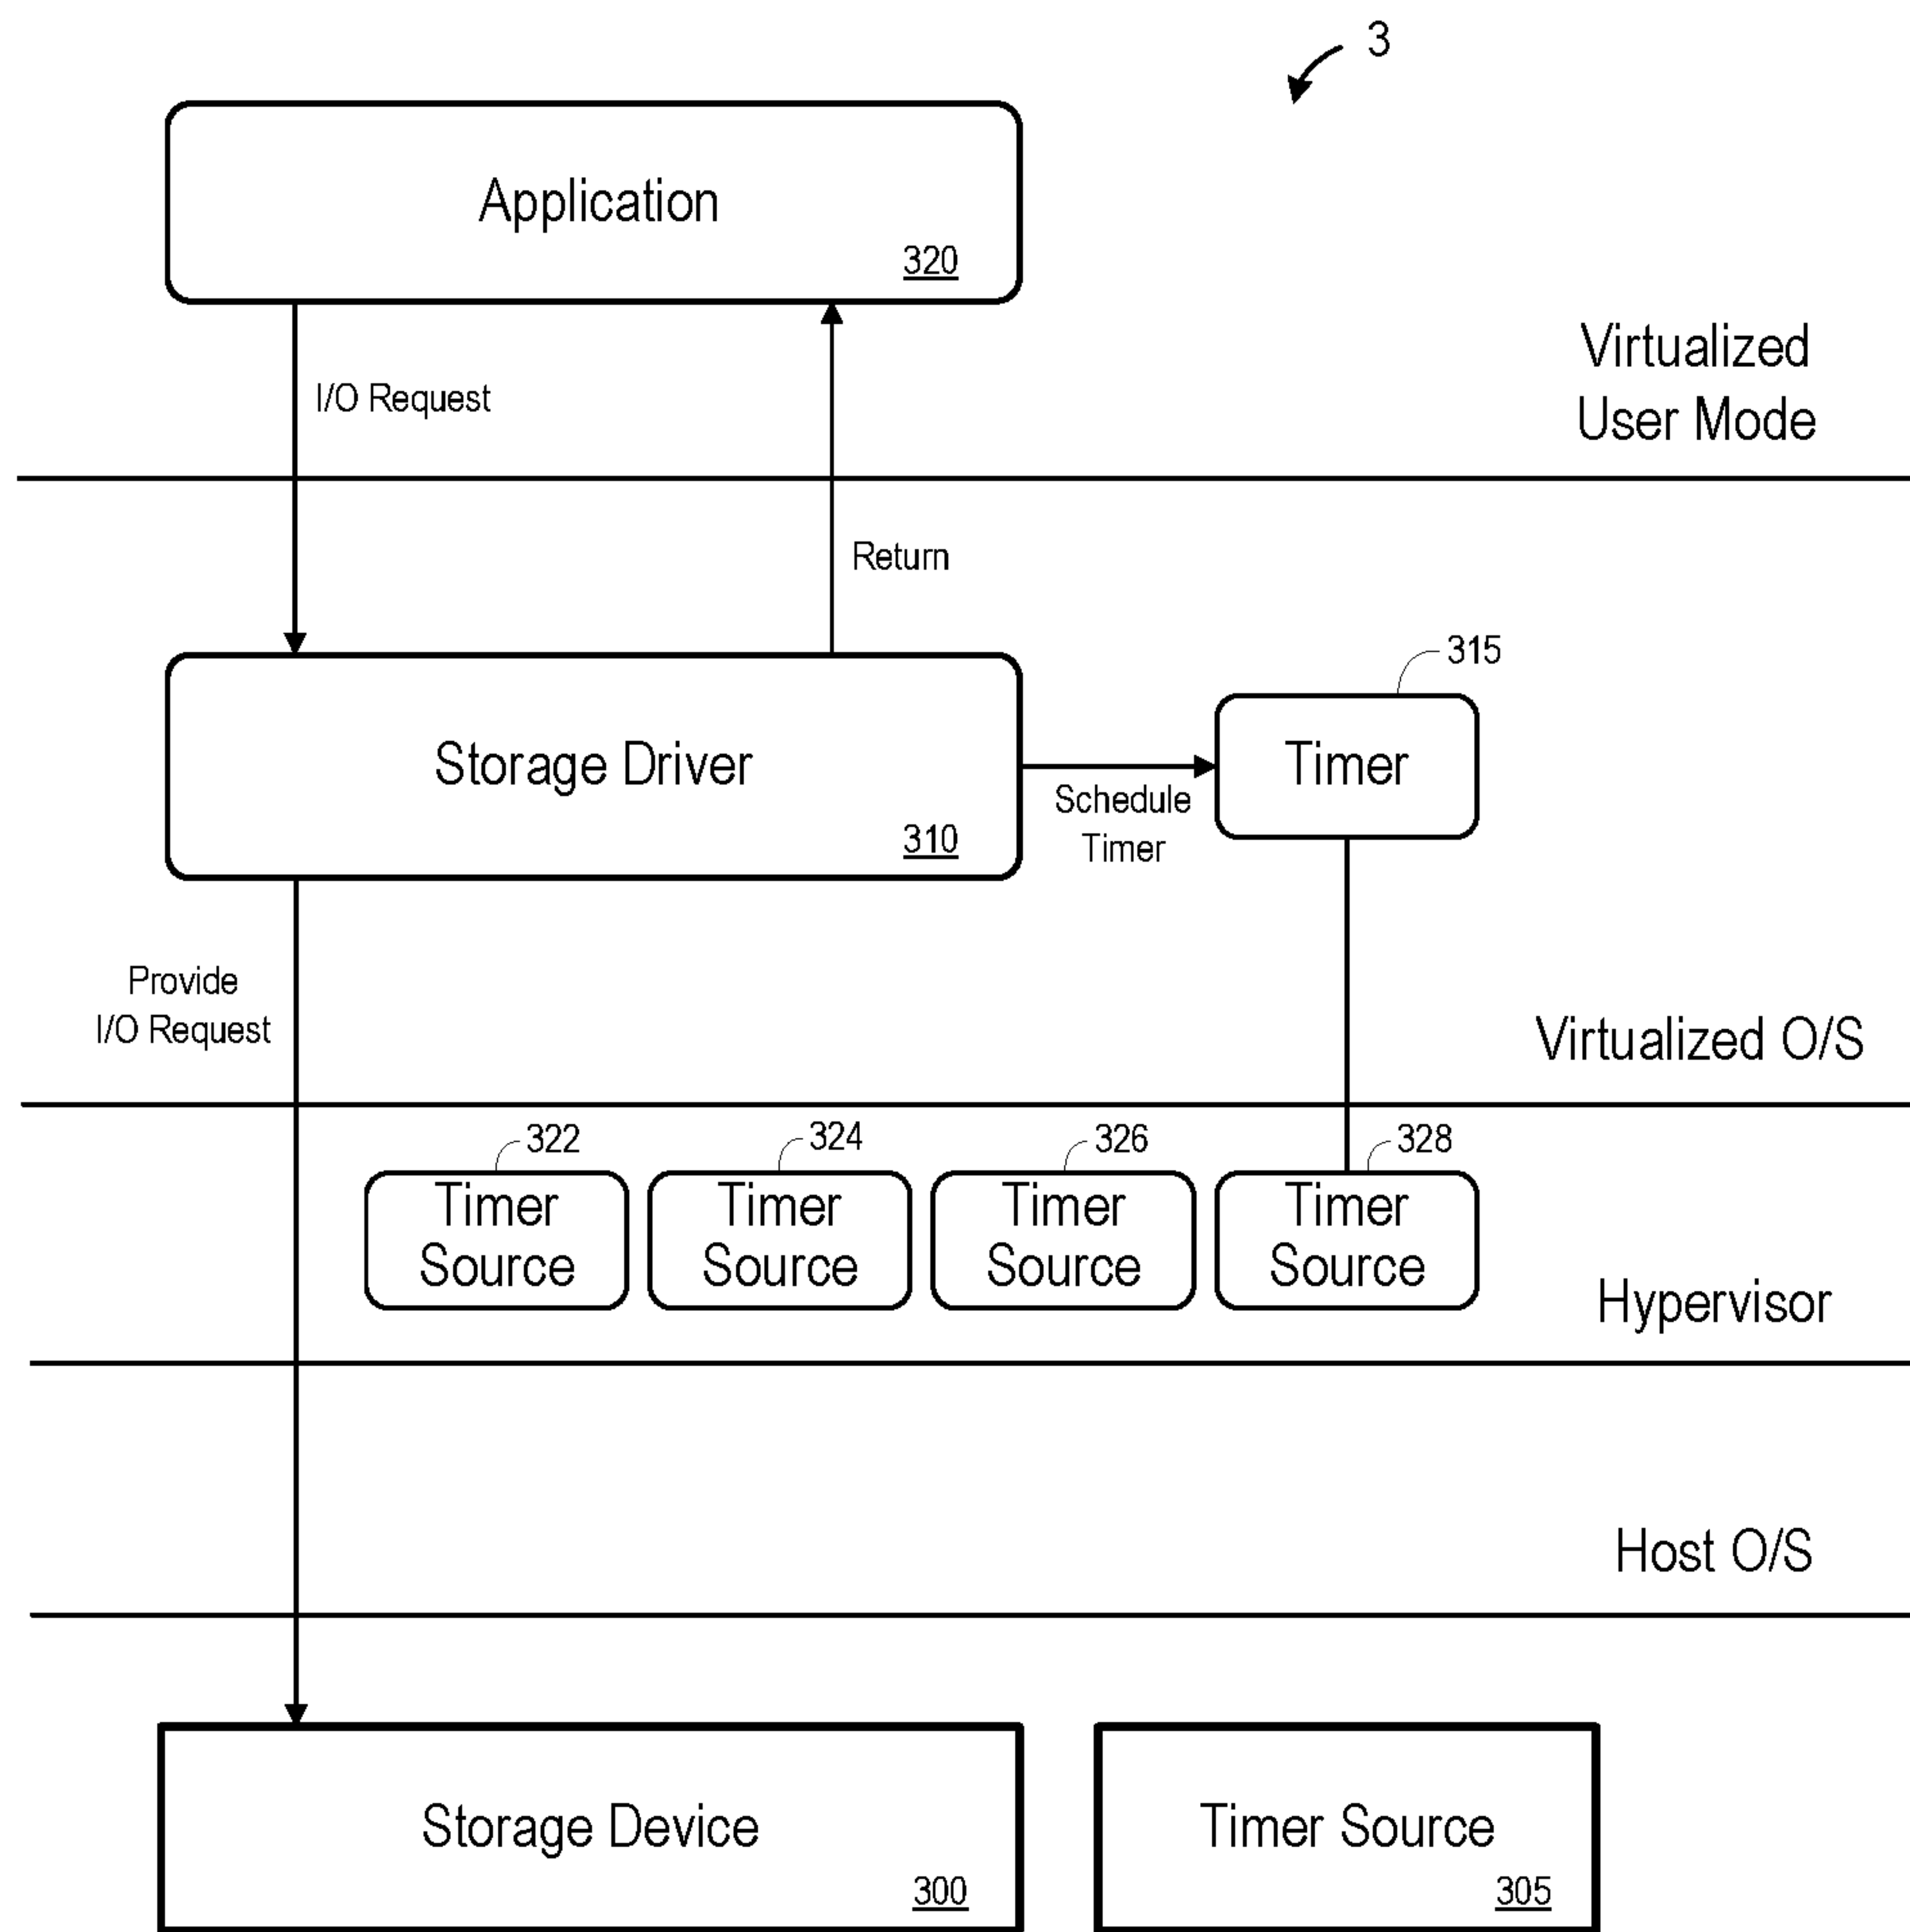 3
Application
320
I/O Request
Virtualized
User Mode
Return
315
Storage Driver
310
Schedule
Timer
Timer
Provide
I/O Request
Virtualized O/S
322
324
326
328
Timer
Source
Timer
Source
Timer
Source
Timer
Source
Hypervisor
Host O/S
Storage Device
300
Timer Source
305